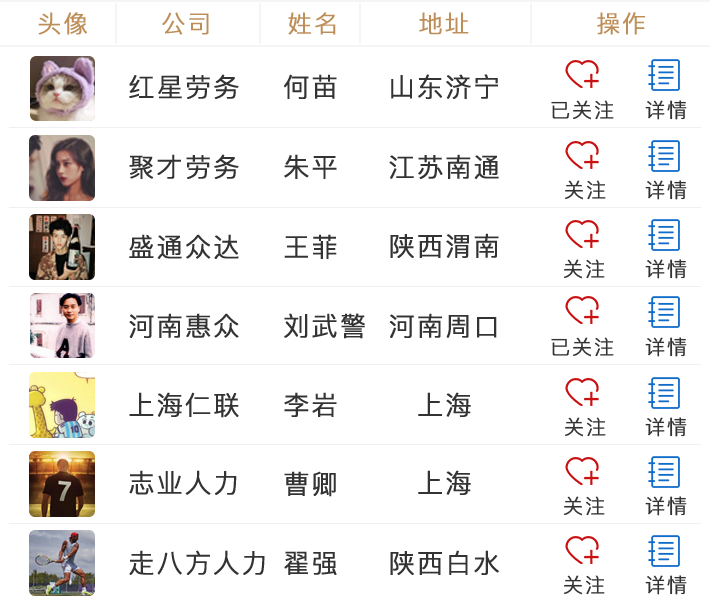 头像 公司 姓名 地址 操作
红星劳务 何苗 山东济宁
已关注 详情
聚才劳务 朱平 江苏南通
关注 详情
盛通众达 王菲 陕西渭南
关注 详情
河南惠众 刘武警 河南周口
已关注 详情
上海仁联 李岩 上海
关注 详情
志业人力 曹卿 上海
7
关注 详情
走八方人力 翟强 陕西白水
关注 详情